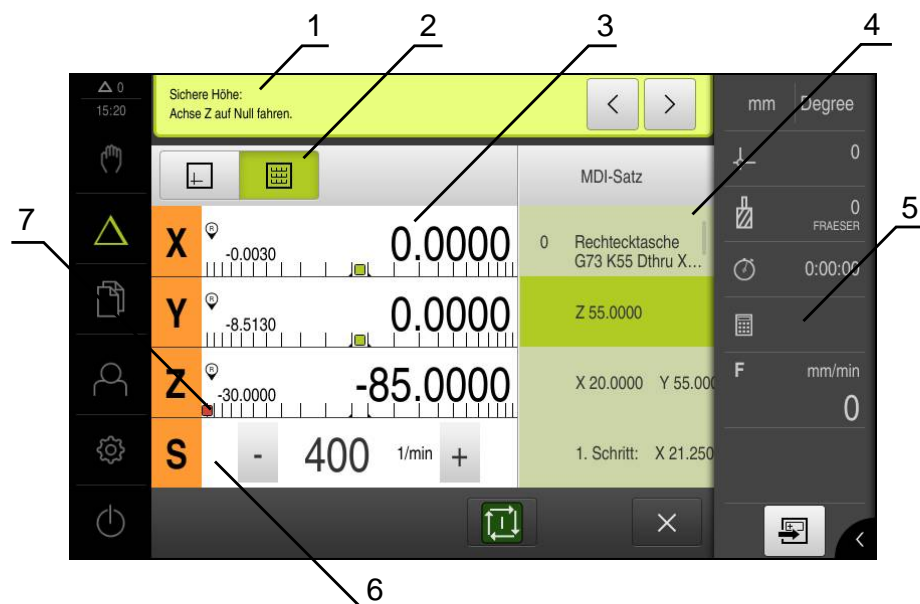 1 2 3 4
0
15:20
Sichere Höhe:
Achse Z auf Null fahren.
< >
mm Degree
MDI-Satz
0
X R -0.0030 0.0000
0 Rechtecktasche
G73 K55 Dthru X...
0
FRAESER
5
7
0:00:00
Y R -8.5130 0.0000
Z 55.0000
Z R -30.0000 -85.0000
X 20.0000 Y 55.000
F mm/min
0
S - 400 1/min +
1. Schritt: X 21.250
6